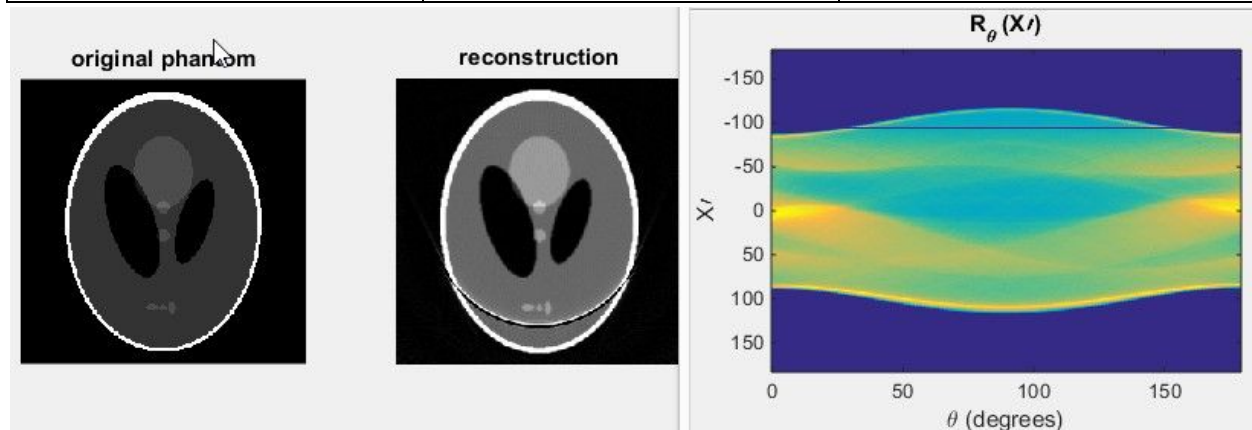 original phantom
reconstruction
R_θ (X′)
X′
-150
-100
-50
0
50
100
150
0
50
100
150
θ (degrees)